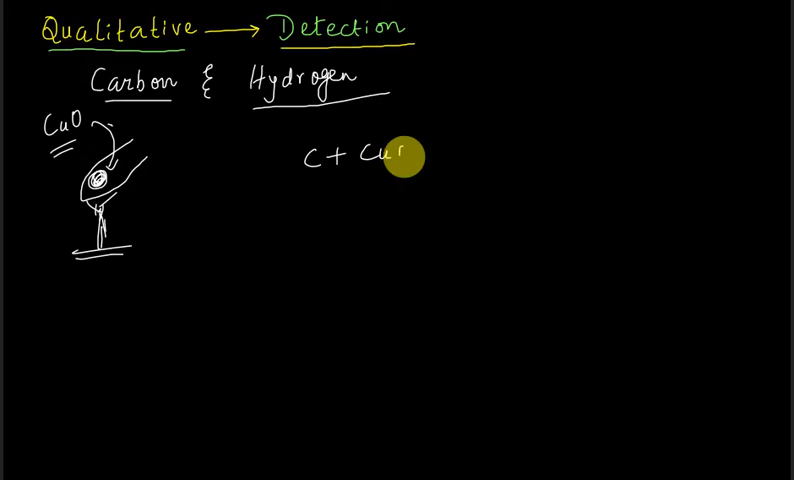 Qualitative → Detection
Carbon & Hydrogen
CuO
C + Cu